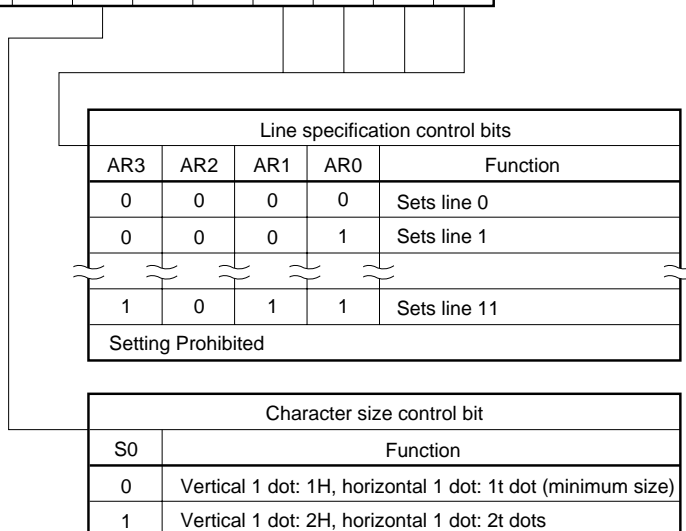 Line specification control bits
AR3 AR2 AR1 AR0 Function
0 0 0 0 Sets line 0
0 0 0 1 Sets line 1
1 0 1 1 Sets line 11
Setting Prohibited
Character size control bit
S0 Function
0 Vertical 1 dot: 1H, horizontal 1 dot: 1t dot (minimum size)
1 Vertical 1 dot: 2H, horizontal 1 dot: 2t dots